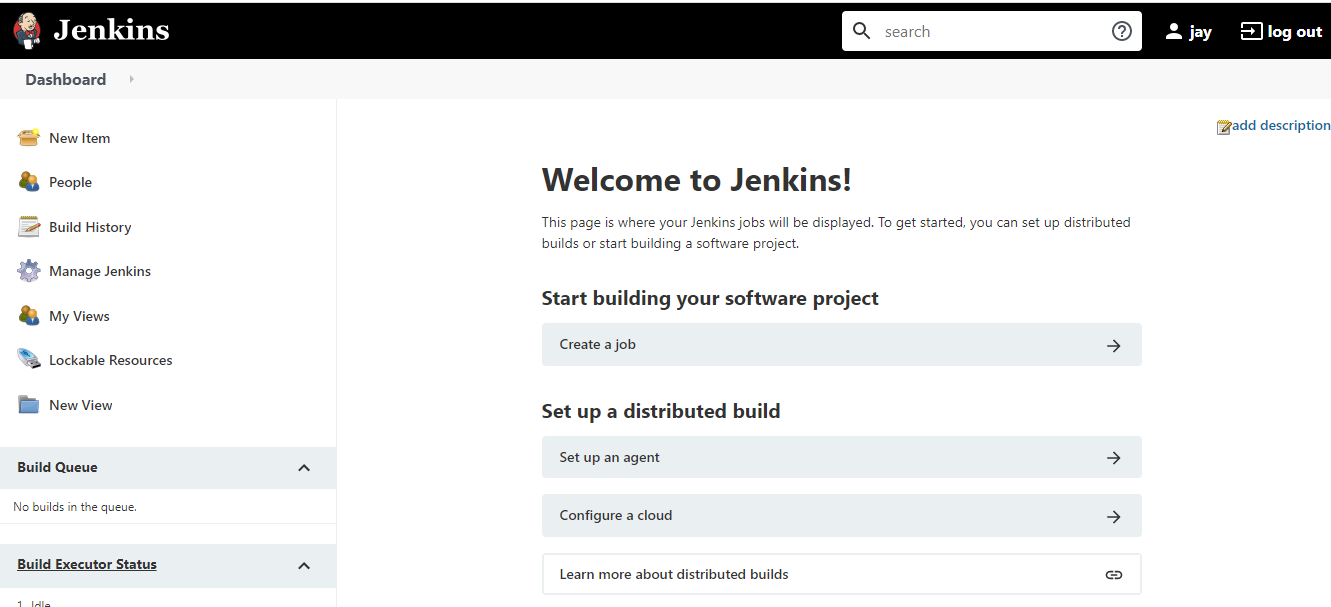 Jenkins
search
jay
log out
Dashboard
New Item
People
Build History
Manage Jenkins
My Views
Lockable Resources
New View
Build Queue
No builds in the queue.
Build Executor Status
1 Idle
add description
Welcome to Jenkins!
This page is where your Jenkins jobs will be displayed. To get started, you can set up distributed
builds or start building a software project.
Start building your software project
Create a job
Set up a distributed build
Set up an agent
Configure a cloud
Learn more about distributed builds